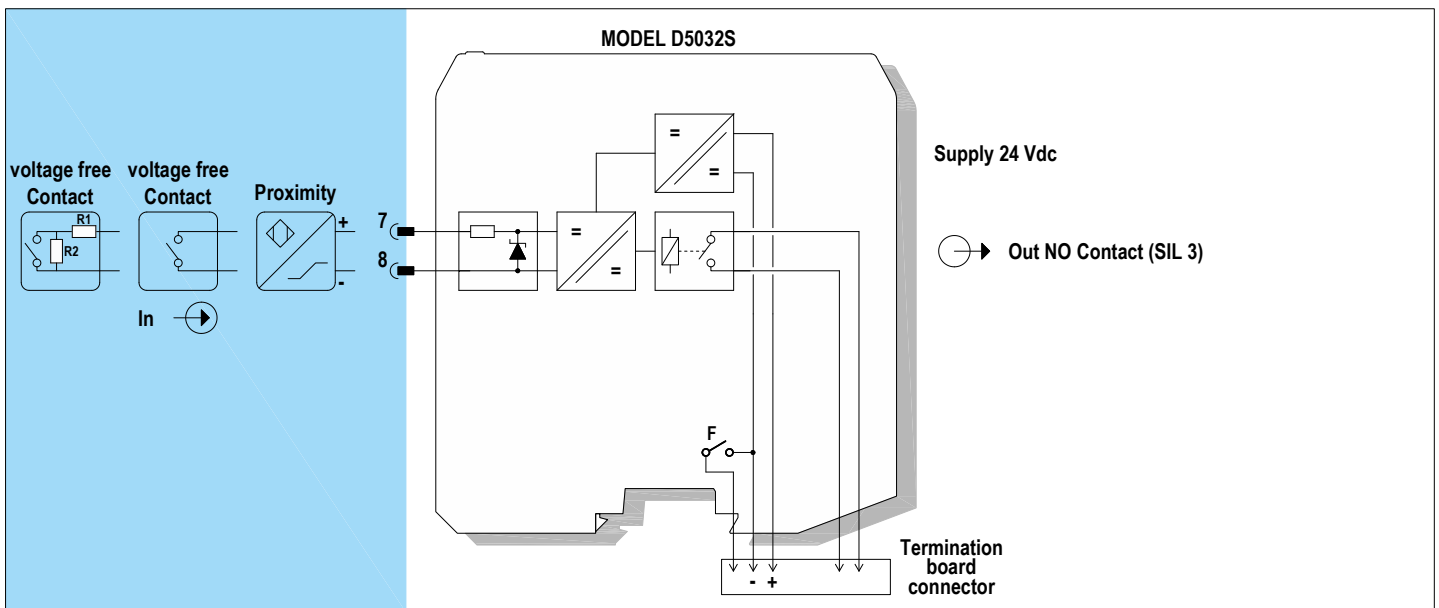 MODEL D5032S
voltage free
Contact
voltage free
Contact
Proximity
R1
R2
+
-
7
8
In
=
=
=
=
Supply 24 Vdc
Out NO Contact (SIL 3)
F
- +
Termination
board
connector